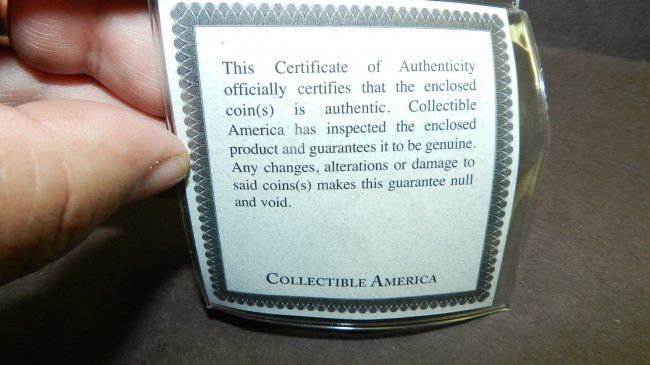 This Certificate of Authenticity
officially certifies that the enclosed
coin(s) is authentic. Collectible
America has inspected the enclosed
product and guarantees it to be genuine.
Any changes, alterations or damage to
said coins(s) makes this guarantee null
and void.
COLLECTIBLE AMERICA